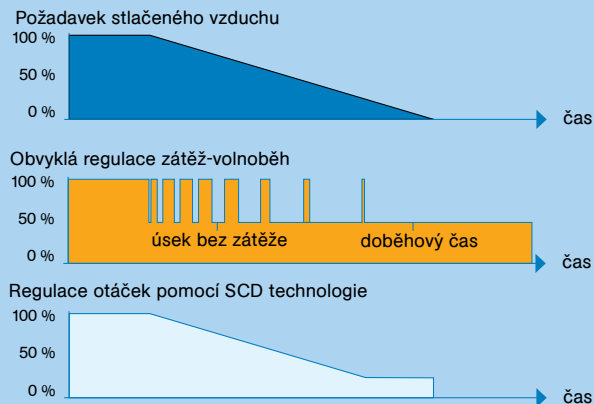 Požadavek stlačeného vzduchu
100 %
50 %
0 %
čas
Obvyklá regulace zátěž-volnoběh
100 %
50 %
úsek bez zátěže
doběhový čas
0 %
čas
Regulace otáček pomocí SCD technologie
100 %
50 %
0 %
čas